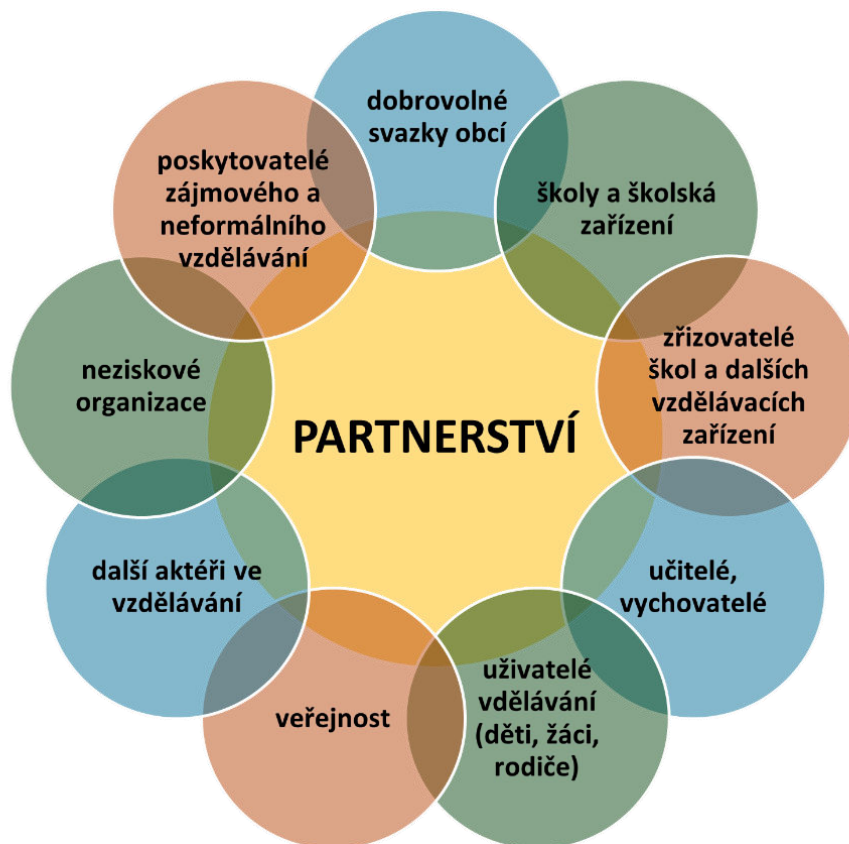 dobrovolné
svazky obcí
školy a školská
zařízení
zřizovatelé
škol a dalších
vzdělávacích
zařízení
učitelé,
vychovatelé
uživatelé
vdělávání
(děti, žáci,
rodiče)
veřejnost
další aktéři ve
vzdělávání
neziskové
organizace
poskytovatelé
zájmového a
neformálního
vzdělávání
PARTNERSTVÍ